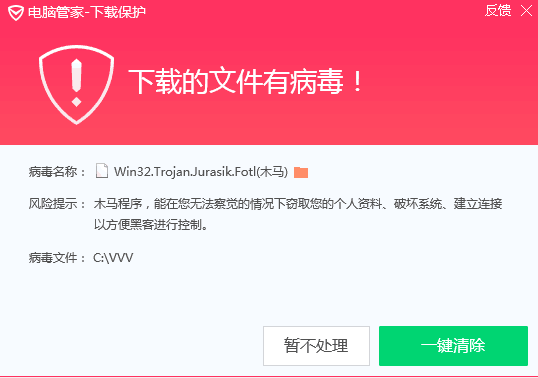 电脑管家-下载保护
反馈
下载的文件有病毒！
病毒名称： Win32.Trojan.Jurasik.Fotl(木马)
风险提示： 木马程序，能在您无法察觉的情况下窃取您的个人资料、破坏系统、建立连接
以方便黑客进行控制。
病毒文件： C:\VVV
暂不处理
一键清除